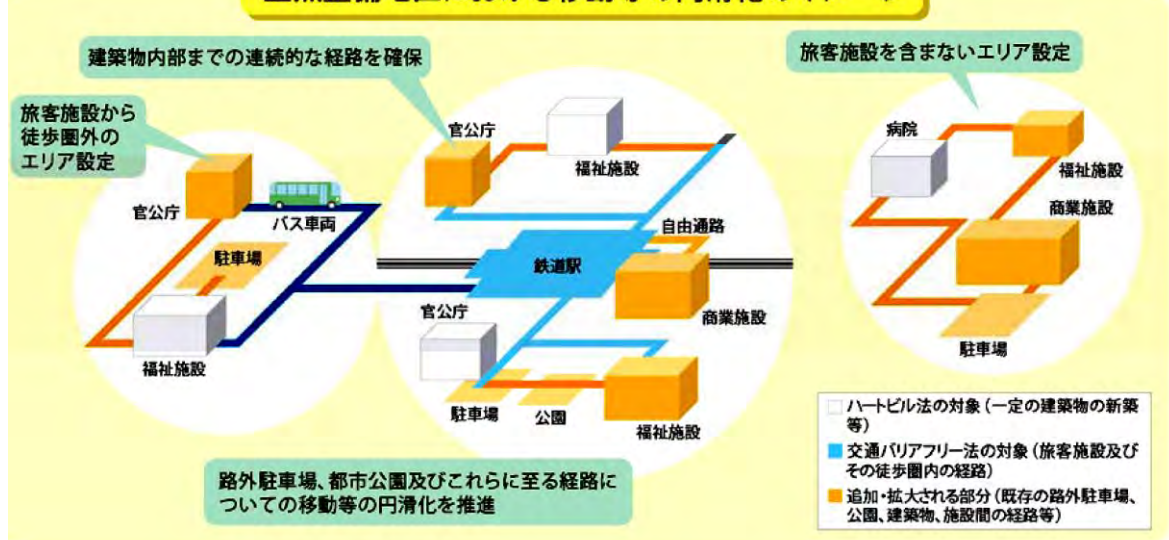 建築物内部までの連続的な経路を確保
旅客施設を含まないエリア設定
旅客施設から
徒歩圏外の
エリア設定
官公庁
バス車両
駐車場
福祉施設
官公庁
福祉施設
自由通路
鉄道駅
商業施設
官公庁
駐車場
公園
福祉施設
病院
福祉施設
商業施設
駐車場
路外駐車場、都市公園及びこれらに至る経路に
ついての移動等の円滑化を推進
ハートビル法の対象(一定の建築物の新築
等)
交通バリアフリー法の対象(旅客施設及び
その徒歩圏内の経路)
追加・拡大される部分(既存の路外駐車場、
公園、建築物、施設間の経路等)